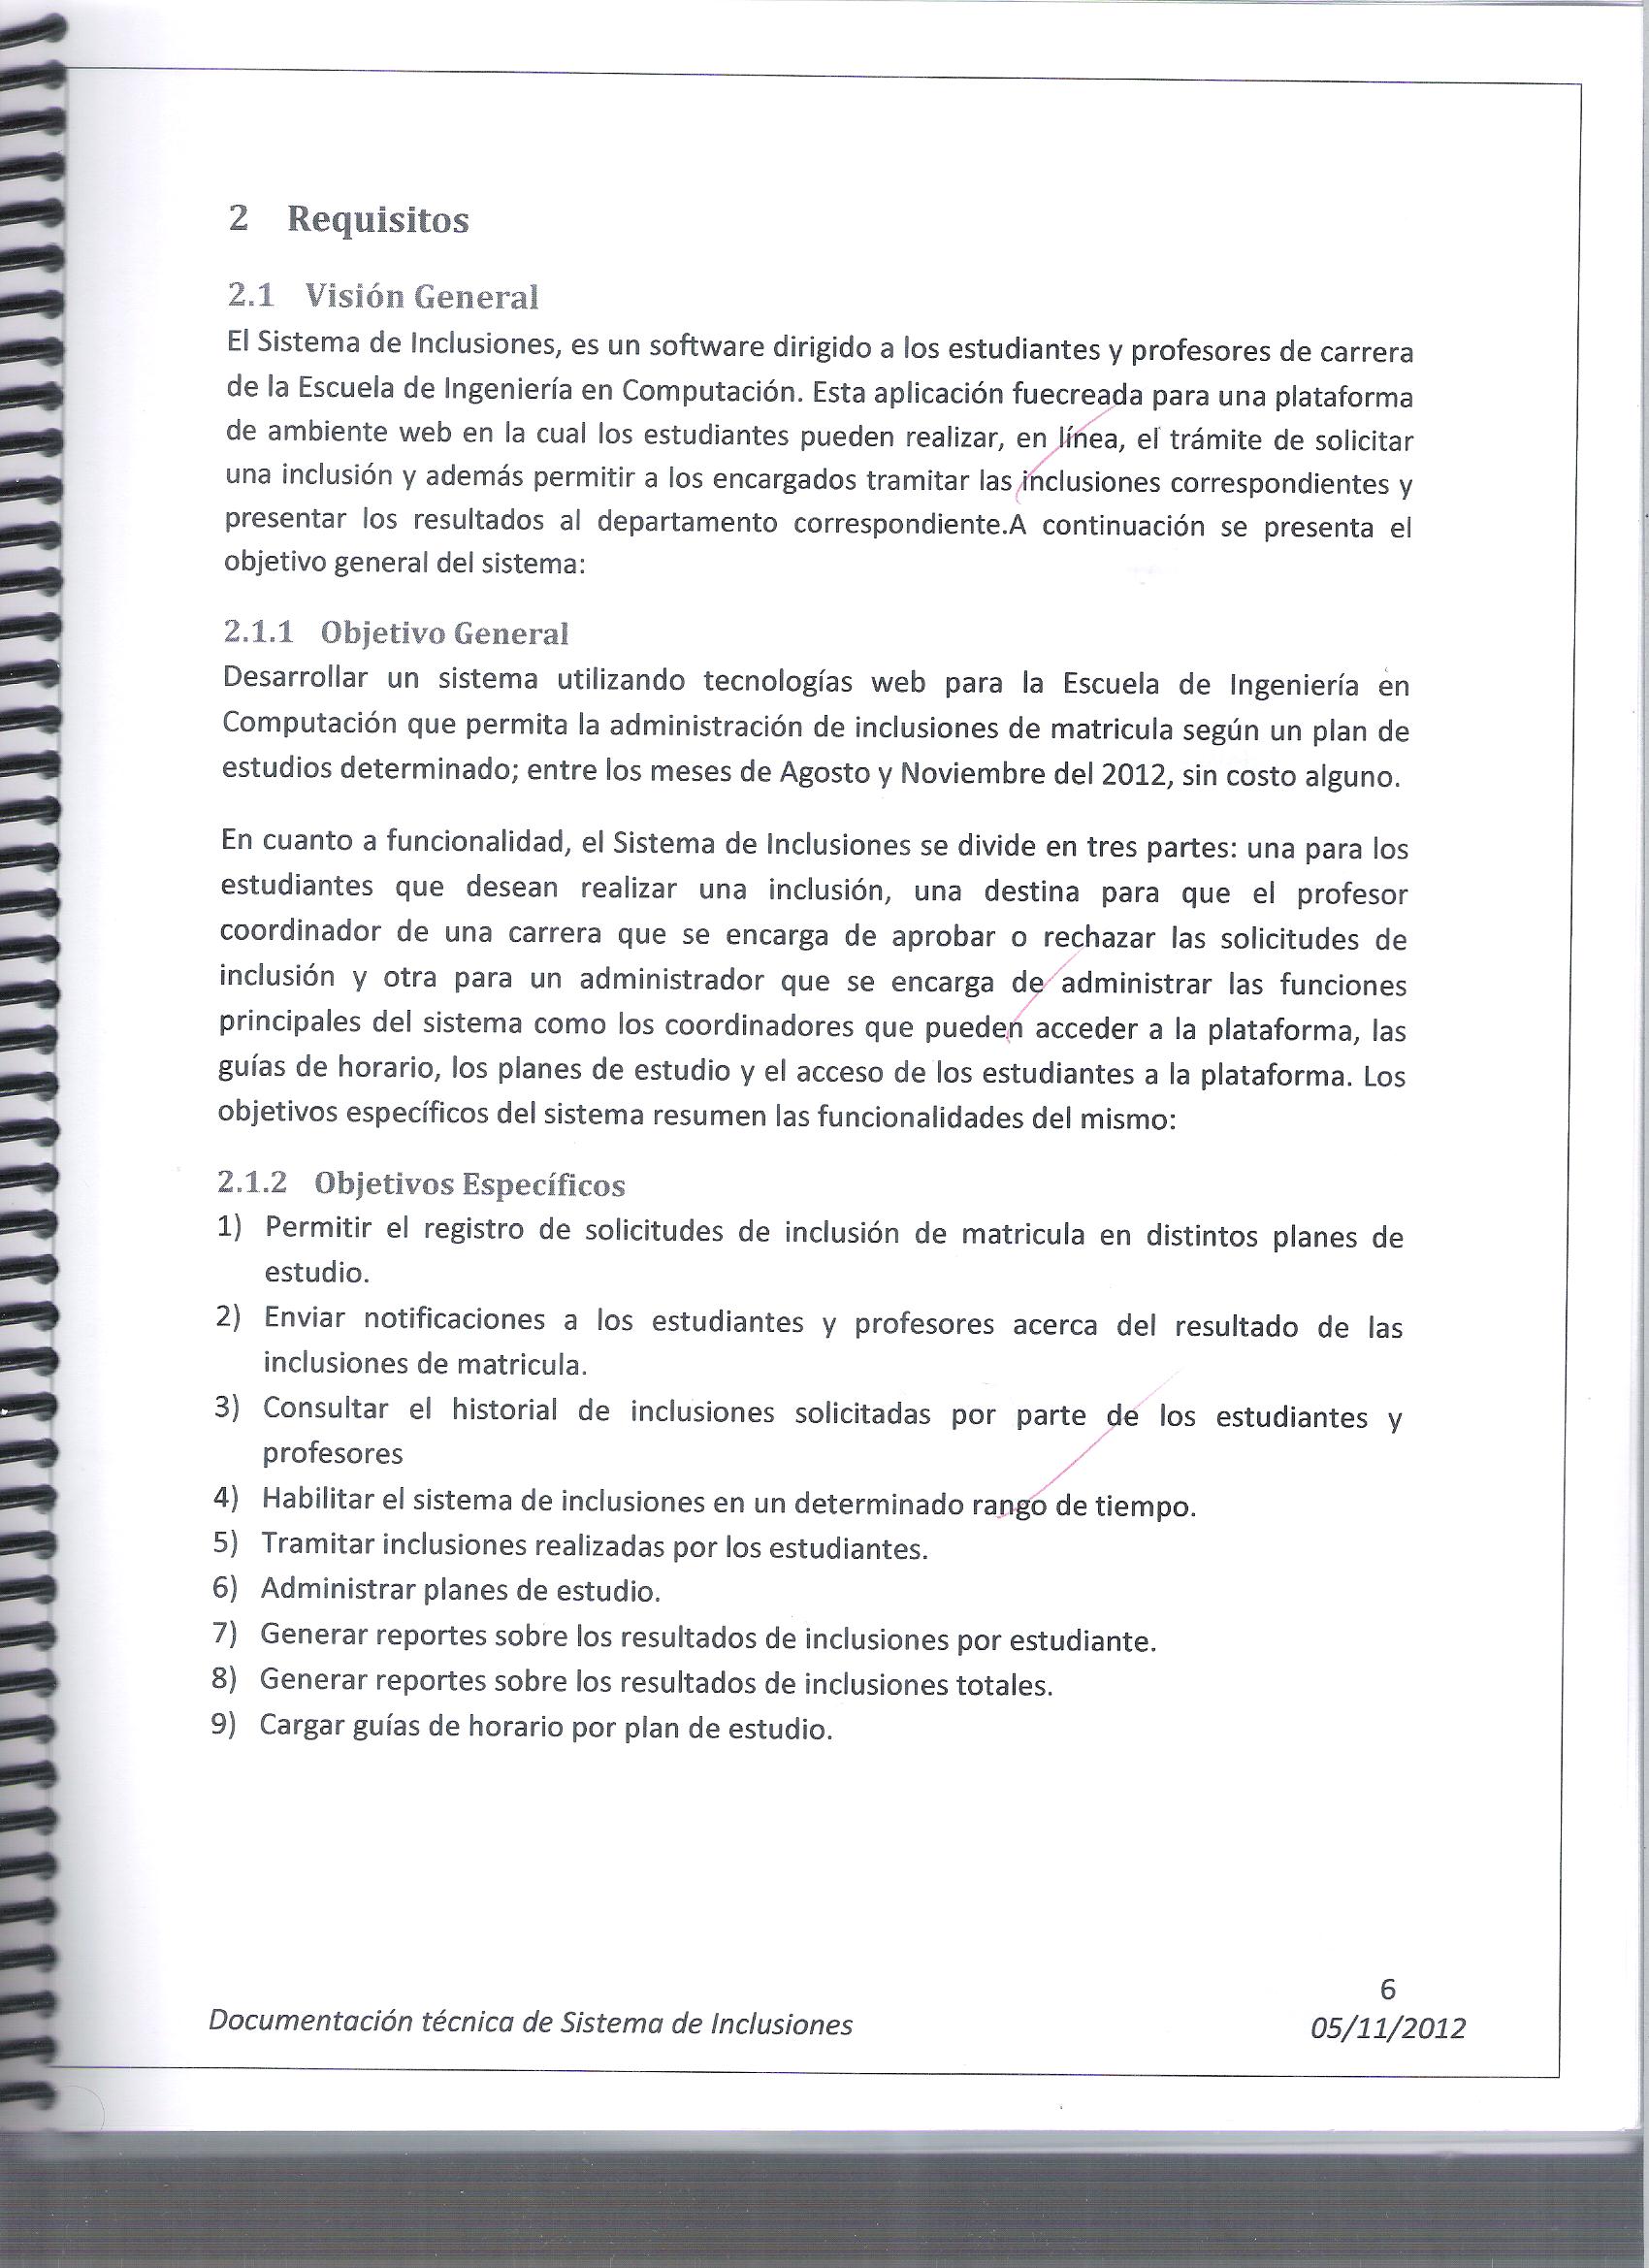 2 Requisitos
2.1 Visión General
El Sistema de Inclusiones, es un software dirigido a los estudiantes y profesores de carrera
de la Escuela de Ingeniería en Computación. Esta aplicación fuecreada para una plataforma
de ambiente web en la cual los estudiantes pueden realizar, en línea, el trámite de solicitar
una inclusión y además permitir a los encargados tramitar las inclusiones correspondientes y
presentar los resultados al departamento correspondiente.A continuación se presenta el
objetivo general del sistema:
2.1.1 Objetivo General
Desarrollar un sistema utilizando tecnologías web para la Escuela de Ingeniería en
Computación que permita la administración de inclusiones de matricula según un plan de
estudios determinado; entre los meses de Agosto y Noviembre del 2012, sin costo alguno.
En cuanto a funcionalidad, el Sistema de Inclusiones se divide en tres partes: una para los
estudiantes que desean realizar una inclusión, una destina para que el profesor
coordinador de una carrera que se encarga de aprobar o rechazar las solicitudes de
inclusión y otra para un administrador que se encarga de administrar las funciones
principales del sistema como los coordinadores que pueden acceder a la plataforma, las
guías de horario, los planes de estudio y el acceso de los estudiantes a la plataforma. Los
objetivos específicos del sistema resumen las funcionalidades del mismo:
2.1.2 Objetivos Específicos
1) Permitir el registro de solicitudes de inclusión de matricula en distintos planes de
estudio.
2) Enviar notificaciones a los estudiantes y profesores acerca del resultado de las
inclusiones de matricula.
3) Consultar el historial de inclusiones solicitadas por parte de los estudiantes y
profesores
4) Habilitar el sistema de inclusiones en un determinado rango de tiempo.
5) Tramitar inclusiones realizadas por los estudiantes.
6) Administrar planes de estudio.
7) Generar reportes sobre los resultados de inclusiones por estudiante.
8) Generar reportes sobre los resultados de inclusiones totales.
9) Cargar guías de horario por plan de estudio.
6
Documentación técnica de Sistema de Inclusiones 05/11/2012